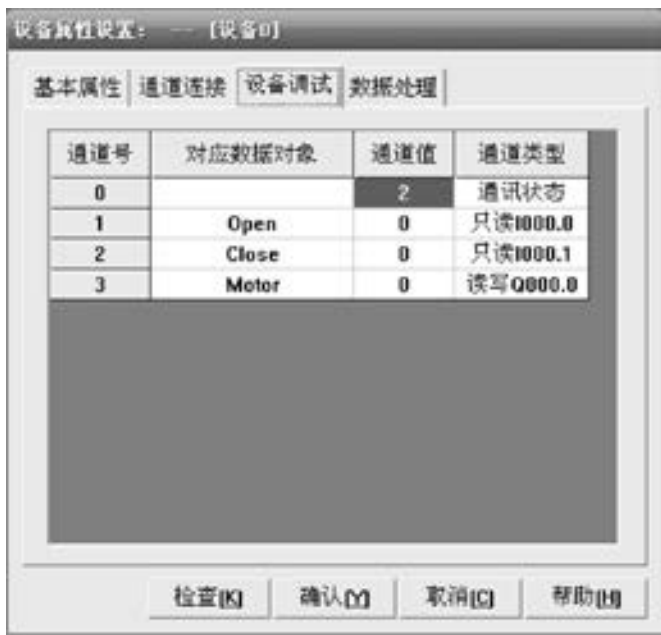 设备属性设置： -- [设备0]
基本属性 通道连接 设备调试 数据处理
通道号 对应数据对象 通道值 通道类型
0 2 通讯状态
1 Open 0 只读I000.0
2 Close 0 只读I000.1
3 Motor 0 读写Q000.0
检查[K] 确认[Y] 取消[C] 帮助[H]